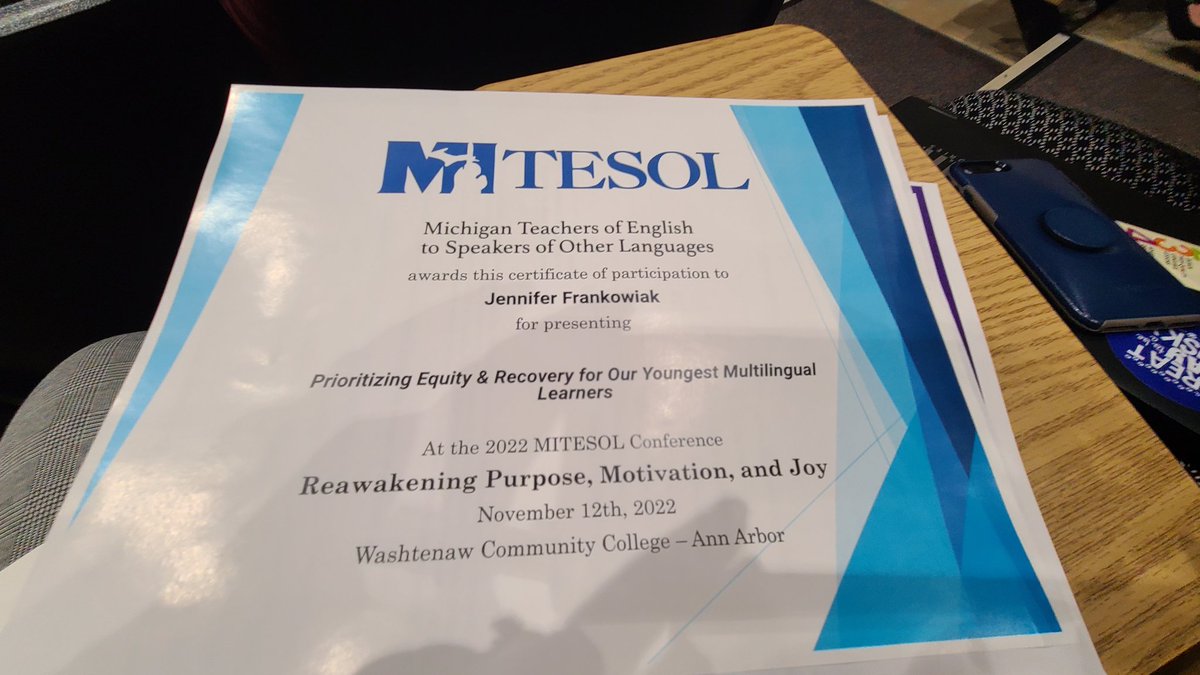 MITESOL
Michigan Teachers of English
to Speakers of Other Languages
awards this certificate of participation to
Jennifer Frankowiak
for presenting
Prioritizing Equity & Recovery for Our Youngest Multilingual
Learners
At the 2022 MITESOL Conference
Reawakening Purpose, Motivation, and Joy
November 12th, 2022
Washtenaw Community College – Ann Arbor